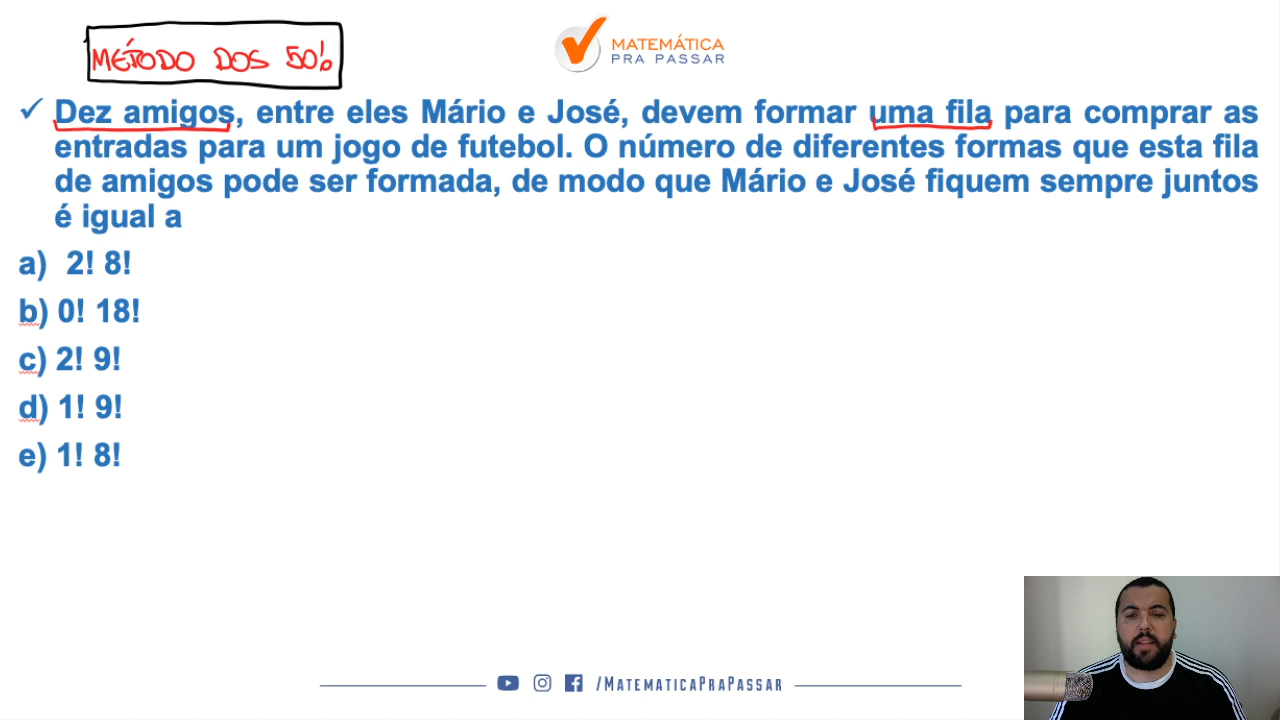 MÉTODO DOS 50!
MATEMÁTICA
PRA PASSAR
✓ Dez amigos, entre eles Mário e José, devem formar uma fila para comprar as
entradas para um jogo de futebol. O número de diferentes formas que esta fila
de amigos pode ser formada, de modo que Mário e José fiquem sempre juntos
é igual a
a) 2! 8!
b) 0! 18!
c) 2! 9!
d) 1! 9!
e) 1! 8!
/MATEMATICAPRAPASSAR